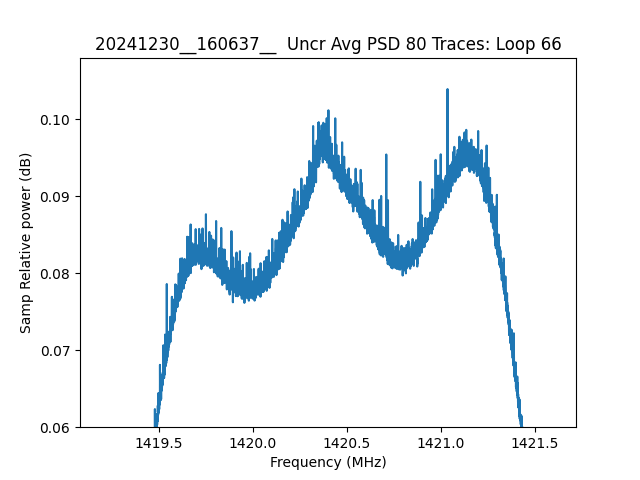 20241230__160637__  Uncr Avg PSD 80 Traces: Loop 66
Samp Relative power (dB)
0.10
0.09
0.08
0.07
0.06
1419.5 1420.0 1420.5 1421.0 1421.5
Frequency (MHz)